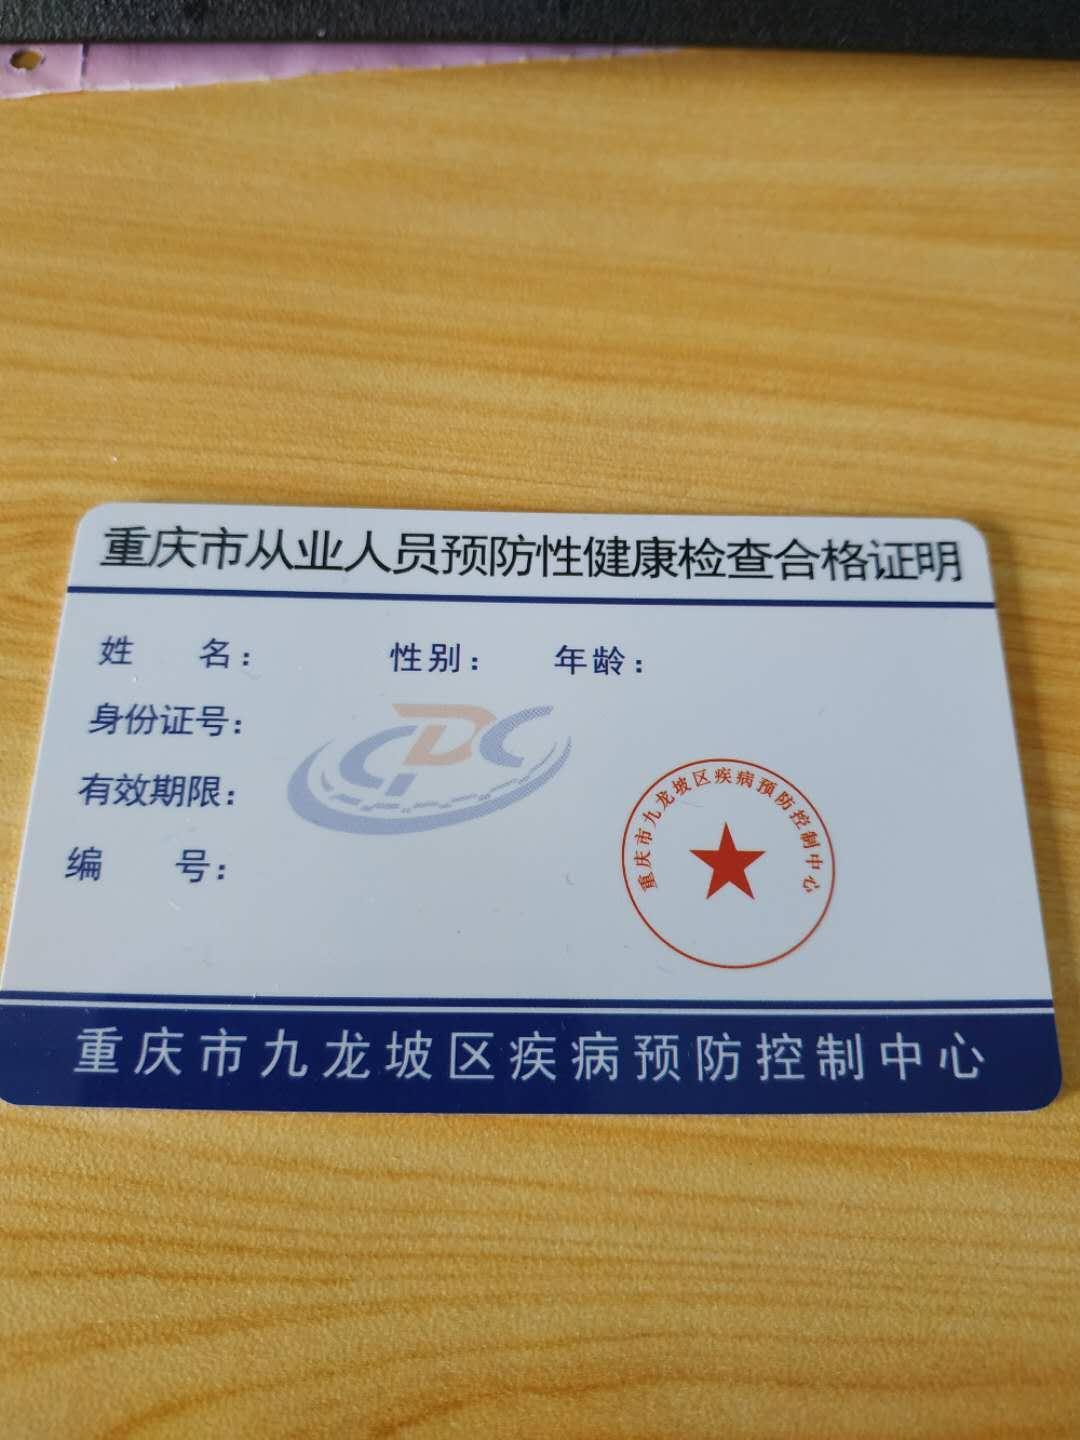 重庆市从业人员预防性健康检查合格证明
姓 名： 性别： 年龄：
身份证号：
CDC
有效期限：
重庆市九龙坡区疾病预防控制中心
编 号：
重庆市九龙坡区疾病预防控制中心